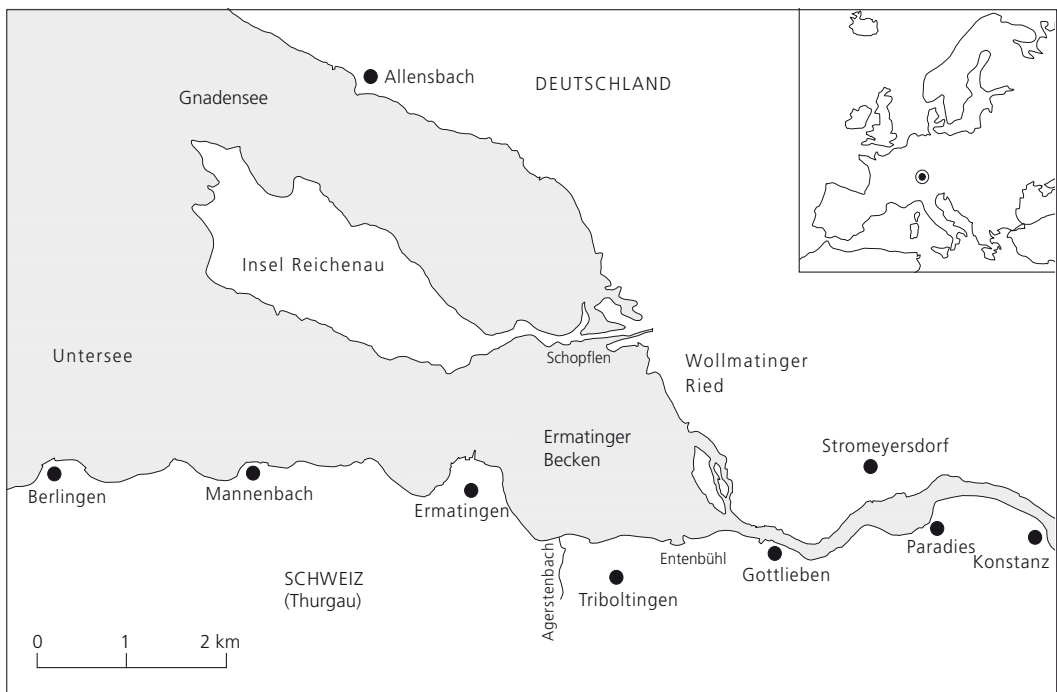 Allensbach
DEUTSCHLAND
Gnadensee
Insel Reichenau
Untersee
Schopflen
Wollmatinger
Ried
Ermatinger
Becken
Stromeyersdorf
Berlingen
Mannenbach
Ermatingen
Entenbühl
Gottlieben
Paradies
Konstanz
Agerstenbach
Triboltingen
SCHWEIZ
(Thurgau)
0 1 2 km